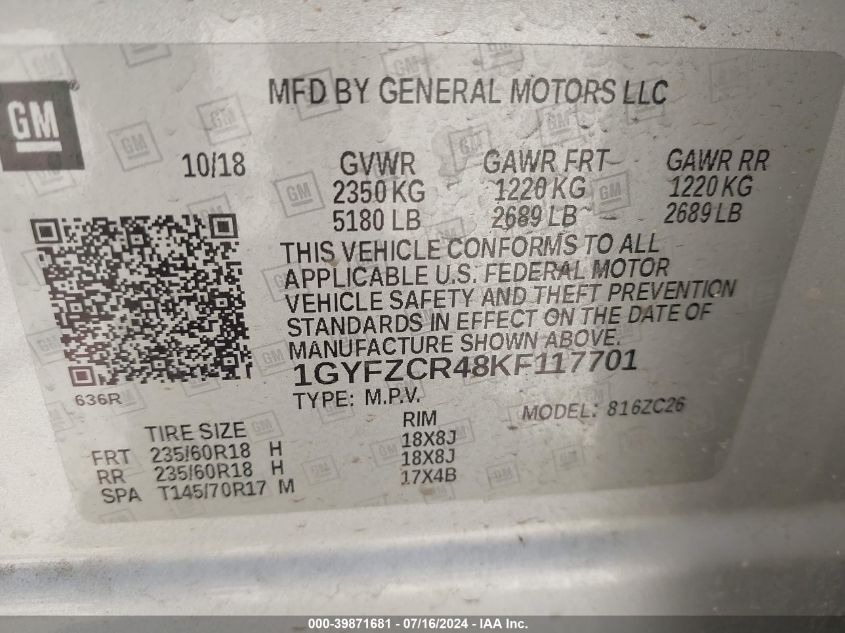 GM
MFD BY GENERAL MOTORS LLC
10/18 GVWR GAWR FRT GAWR RR
2350 KG 1220 KG 1220 KG
5180 LB 2689 LB 2689 LB
THIS VEHICLE CONFORMS TO ALL
APPLICABLE U.S. FEDERAL MOTOR
VEHICLE SAFETY AND THEFT PREVENTION
STANDARDS IN EFFECT ON THE DATE OF
MANUFACTURE SHOWN ABOVE.
1GYFZCR48KF117701
636R
TYPE: M.P.V. MODEL: 816ZC26
TIRE SIZE RIM
FRT 235/60R18 H 18X8J
RR 235/60R18 H 18X8J
SPA T145/70R17 M 17X4B
000-39871681 / 07/16/2024 - IAA Inc.